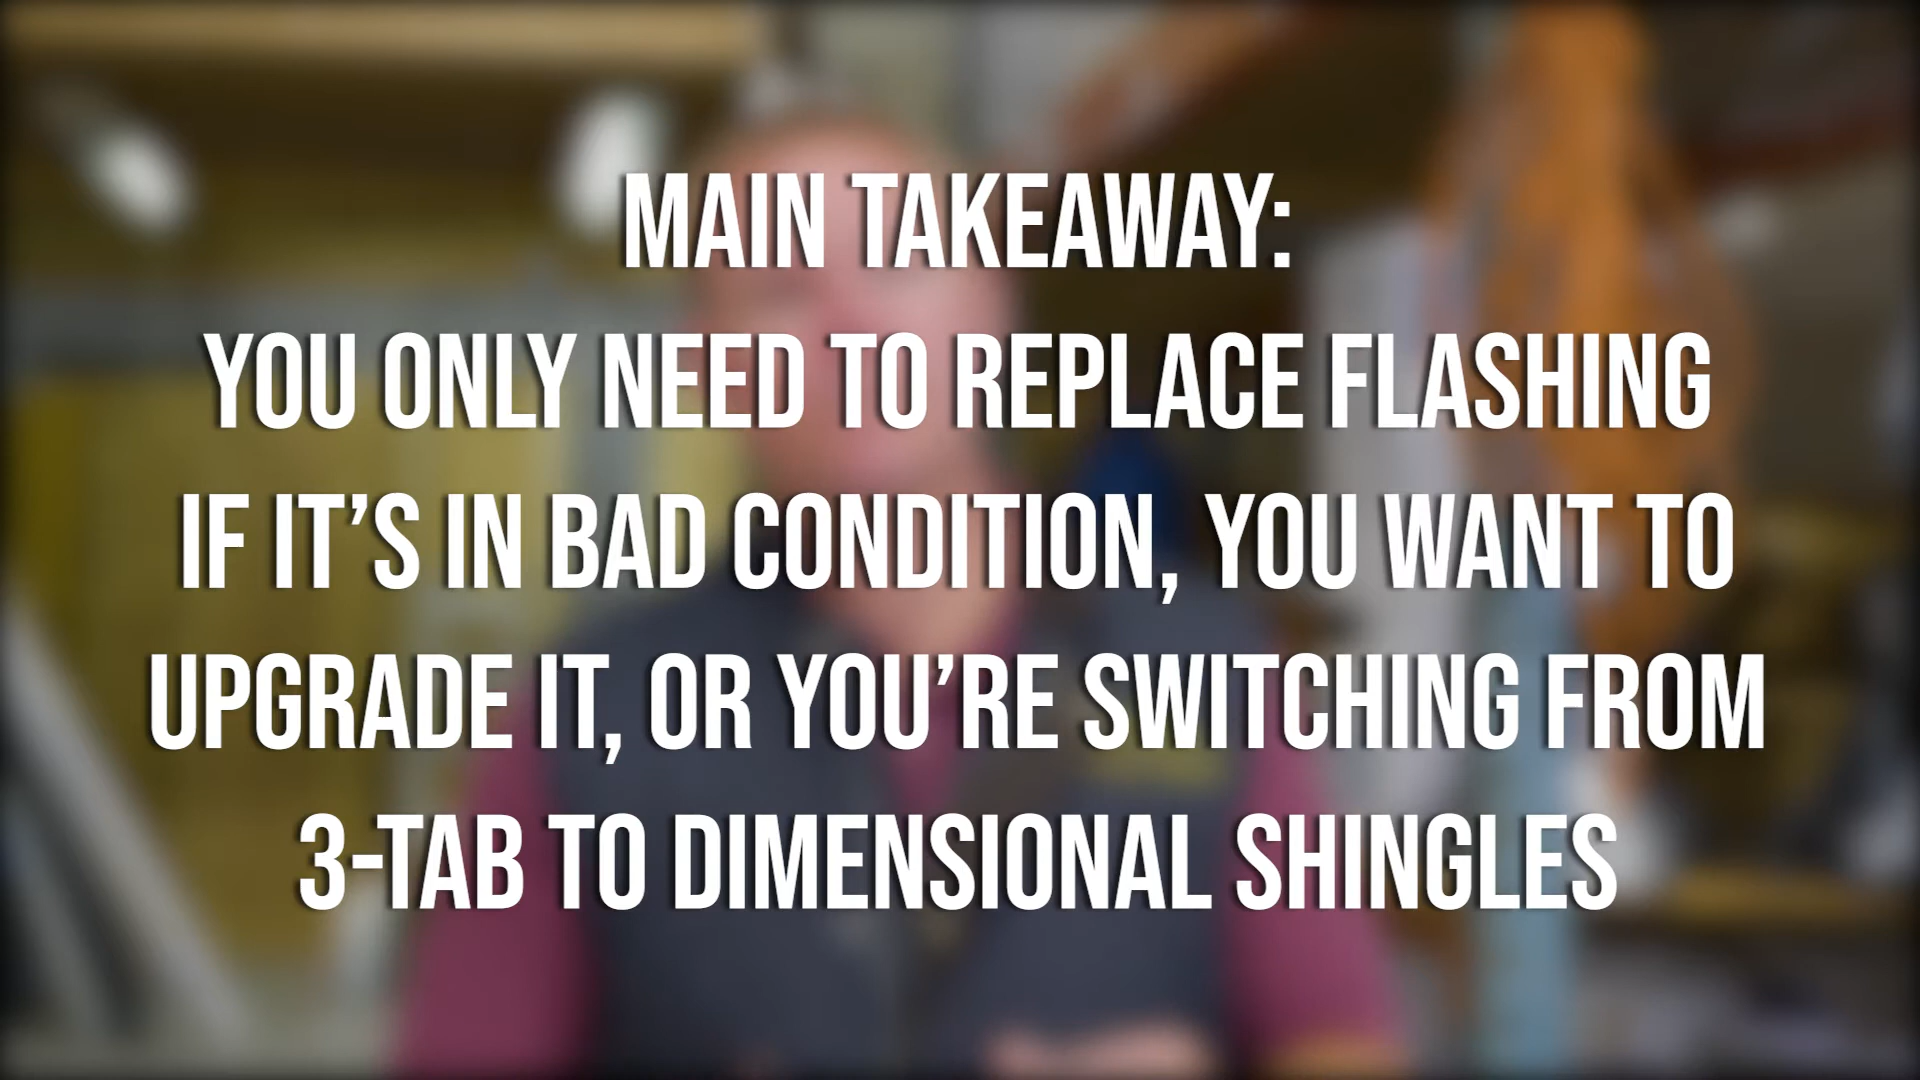 MAIN TAKEAWAY:
YOU ONLY NEED TO REPLACE FLASHING
IF IT’S IN BAD CONDITION, YOU WANT TO
UPGRADE IT, OR YOU’RE SWITCHING FROM
3-TAB TO DIMENSIONAL SHINGLES